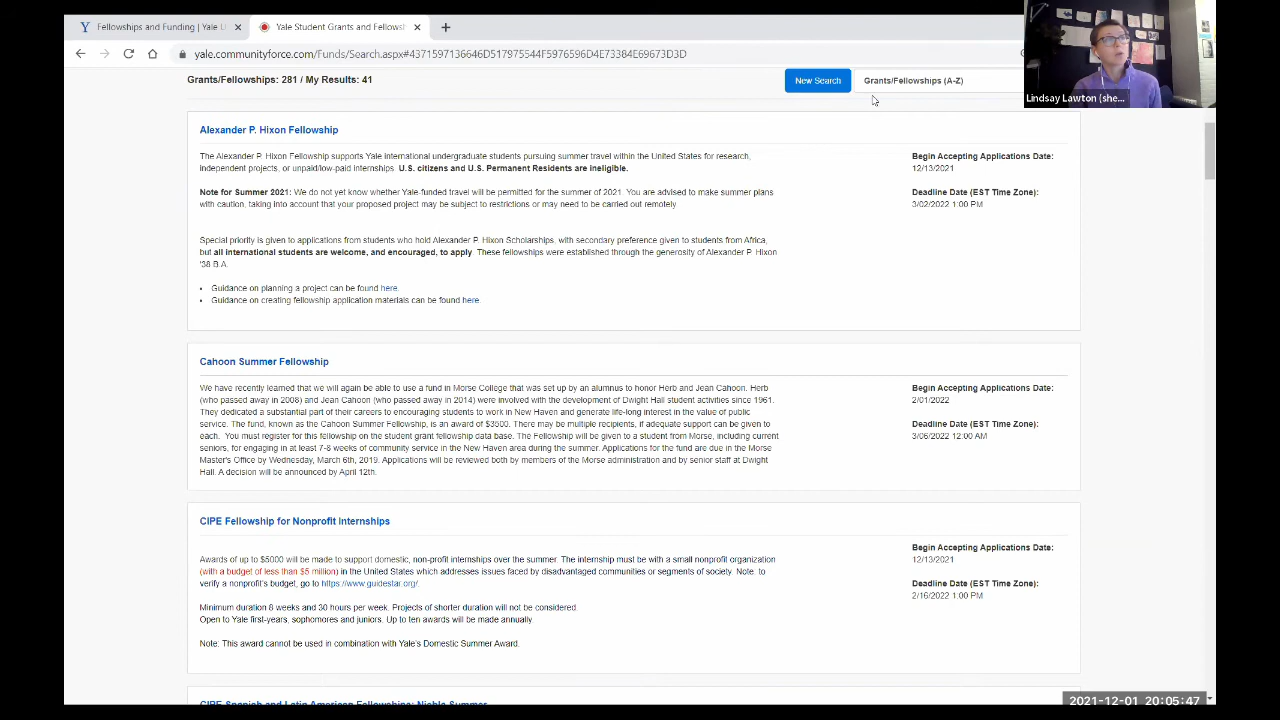 Fellowships and Funding | Yale U
Yale Student Grants and Fellowsh
yale.communityforce.com/Funds/Search.aspx#4371597136466D5131755 44F5976596D4E73384E69673D3D
Grants/Fellowships: 281 / My Results: 41
New Search
Grants/Fellowships (A-Z)
Lindsay Lawton (she...
Alexander P. Hixon Fellowship
The Alexander P. Hixon Fellowship supports Yale international undergraduate students pursuing summer travel within the United States for research,
independent projects, or unpaid/low-paid internships. U.S. citizens and U.S. Permanent Residents are ineligible.
Note for Summer 2021: We do not yet know whether Yale-funded travel will be permitted for the summer of 2021. You are advised to make summer plans
with caution, taking into account that your proposed project may be subject to restrictions or may need to be carried out remotely.
Special priority is given to applications from students who hold Alexander P. Hixon Scholarships, with secondary preference given to students from Africa,
but all international students are welcome, and encouraged, to apply. These fellowships were established through the generosity of Alexander P. Hixon
'38 B.A.
• Guidance on planning a project can be found here.
• Guidance on creating fellowship application materials can be found here.
Begin Accepting Applications Date:
12/13/2021
Deadline Date (EST Time Zone):
3/02/2022 1:00 PM
Cahoon Summer Fellowship
We have recently learned that we will again be able to use a fund in Morse College that was set up by an alumnus to honor Herb and Jean Cahoon. Herb
(who passed away in 2008) and Jean Cahoon (who passed away in 2014) were involved with the development of Dwight Hall student activities since 1961.
They dedicated a substantial part of their careers to encouraging students to work in New Haven and generate life-long interest in the value of public
service. The fund, known as the Cahoon Summer Fellowship, is an award of $3500. There may be multiple recipients, if adequate support can be given to
each. You must register for this fellowship on the student grant fellowship data base. The Fellowship will be given to a student from Morse, including current
seniors, for engaging in at least 7-8 weeks of community service in the New Haven area during the summer. Applications for the fund are due in the Morse
Master's Office by Wednesday, March 6th, 2019. Applications will be reviewed both by members of the Morse administration and by senior staff at Dwight
Hall. A decision will be announced by April 12th.
Begin Accepting Applications Date:
2/01/2022
Deadline Date (EST Time Zone):
3/06/2022 12:00 AM
CIPE Fellowship for Nonprofit Internships
Awards of up to $5000 will be made to support domestic, non-profit internships over the summer. The internship must be with a small nonprofit organization
(with a budget of less than $5 million) in the United States which addresses issues faced by disadvantaged communities or segments of society. Note: to
verify a nonprofit's budget, go to https://www.guidestar.org/.
Minimum duration 8 weeks and 30 hours per week. Projects of shorter duration will not be considered.
Open to Yale first-years, sophomores and juniors. Up to ten awards will be made annually.
Note: This award cannot be used in combination with Yale's Domestic Summer Award.
Begin Accepting Applications Date:
12/13/2021
Deadline Date (EST Time Zone):
2/16/2022 1:00 PM
CIPE Spanish and Latin American Fellowships: Niehla Summer
2021-12-01 20:05:47